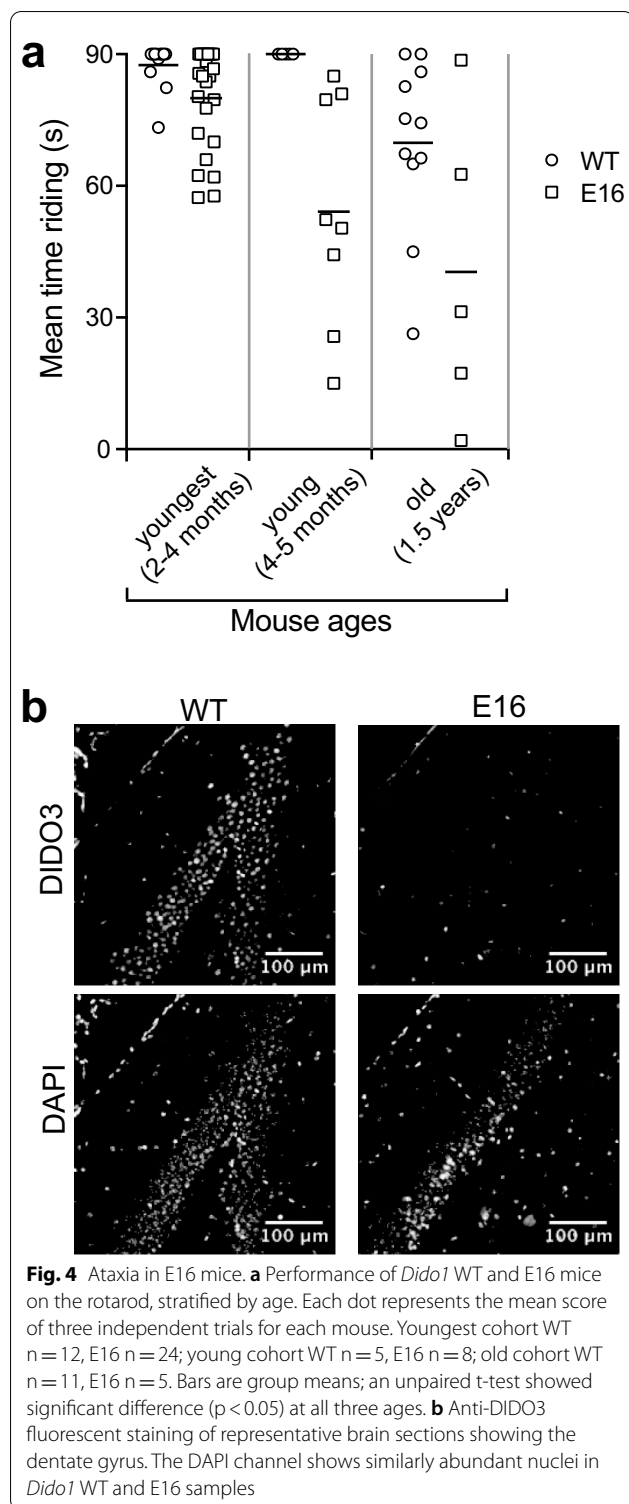 a
90
60
30
0
Mean time riding (s)
WT
E16
youngest
(2-4 months)
young
(4-5 months)
old
(1.5 years)
Mouse ages
b
WT
E16
DIDO3
100 µm
100 µm
DAPI
100 µm
100 µm
Fig. 4 Ataxia in E16 mice. a Performance of Dido1 WT and E16 mice
on the rotarod, stratified by age. Each dot represents the mean score
of three independent trials for each mouse. Youngest cohort WT
n = 12, E16 n = 24; young cohort WT n = 5, E16 n = 8; old cohort WT
n = 11, E16 n = 5. Bars are group means; an unpaired t-test showed
significant difference (p < 0.05) at all three ages. b Anti-DIDO3
fluorescent staining of representative brain sections showing the
dentate gyrus. The DAPI channel shows similarly abundant nuclei in
Dido1 WT and E16 samples